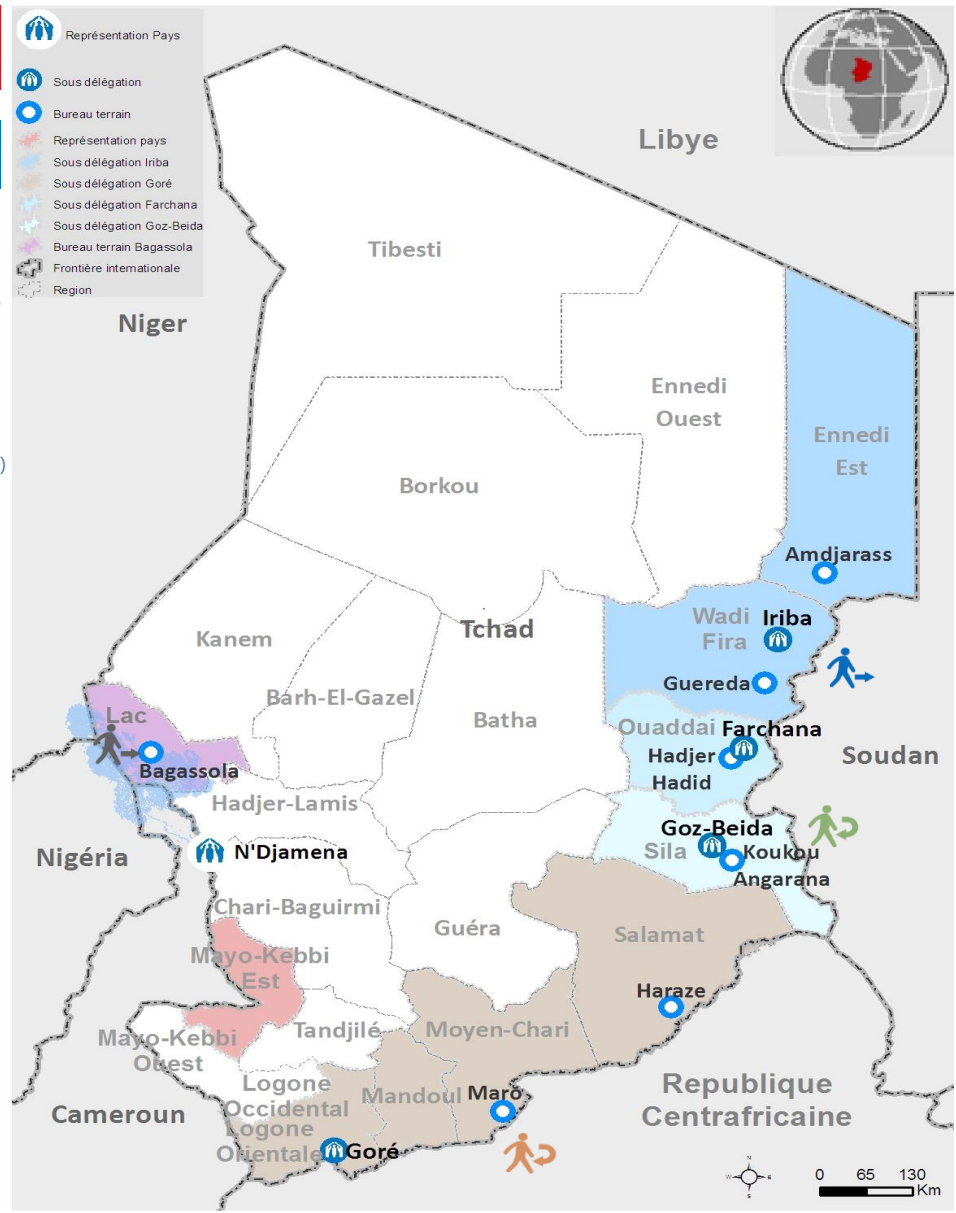 Représentation Pays
Sous délégation
Bureau terrain
Représentation pays
Sous délégation Iriba
Sous délégation Goré
Sous délégation Farchana
Sous délégation Goz-Beida
Bureau terrain Bagassola
Frontière internationale
Region
Libye
Tibesti
Niger
Ennedi
Ouest
Ennedi
Est
)
Borkou
Amdjarass
Wadi
Fira
Iriba
Tchad
Kanem
Guereda
Barh-El-Gazel
Batha
Lac
Ouaddai
Farchana
Hadjer
Hadid
Soudan
Bagassola
Hadjer-Lamis
Goz-Beida
Sila
Koukou
Angarana
Nigéria
N'Djamena
Chari-Baguirmi
Guéra
Salamat
Mayo-Kebbi
Est
Haraze
Mayo-Kebbi
Ouest
Tandjilé
Moyen-Chari
Logone
Occidental
Mandoul
Maro
Republique
Centrafricaine
Cameroun
Logone
Orientale
Goré
W
E
S
0 65 130
Km